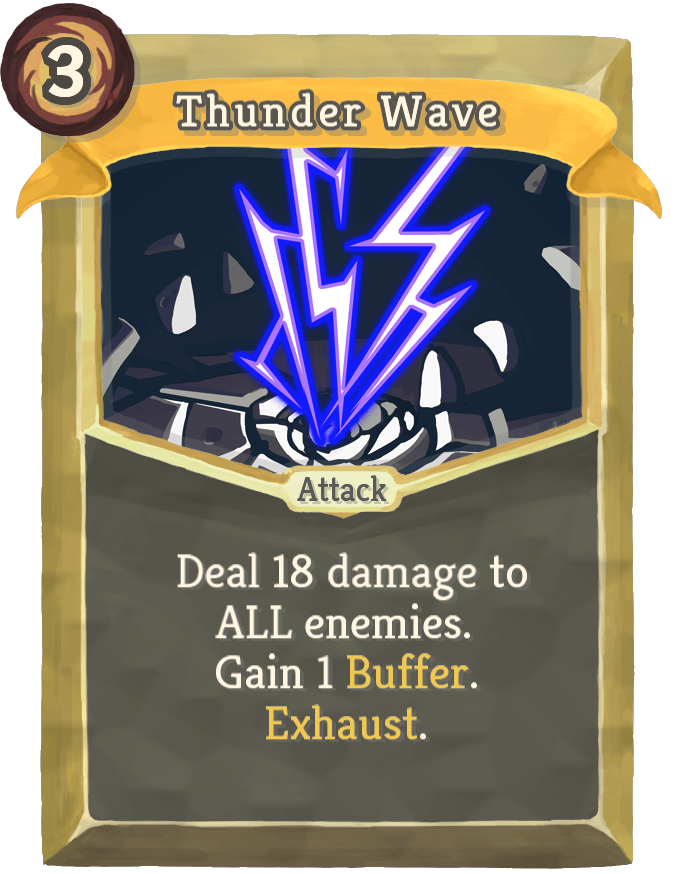 3
Thunder Wave
Attack
Deal 18 damage to
ALL enemies.
Gain 1 Buffer.
Exhaust.